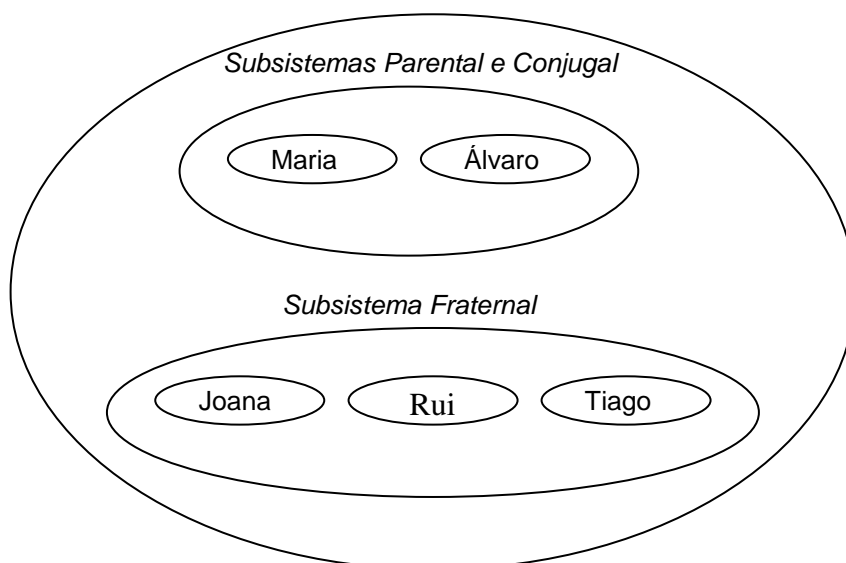 Subsistemas Parental e Conjugal
Maria Álvaro
Subsistema Fraternal
Joana Rui Tiago